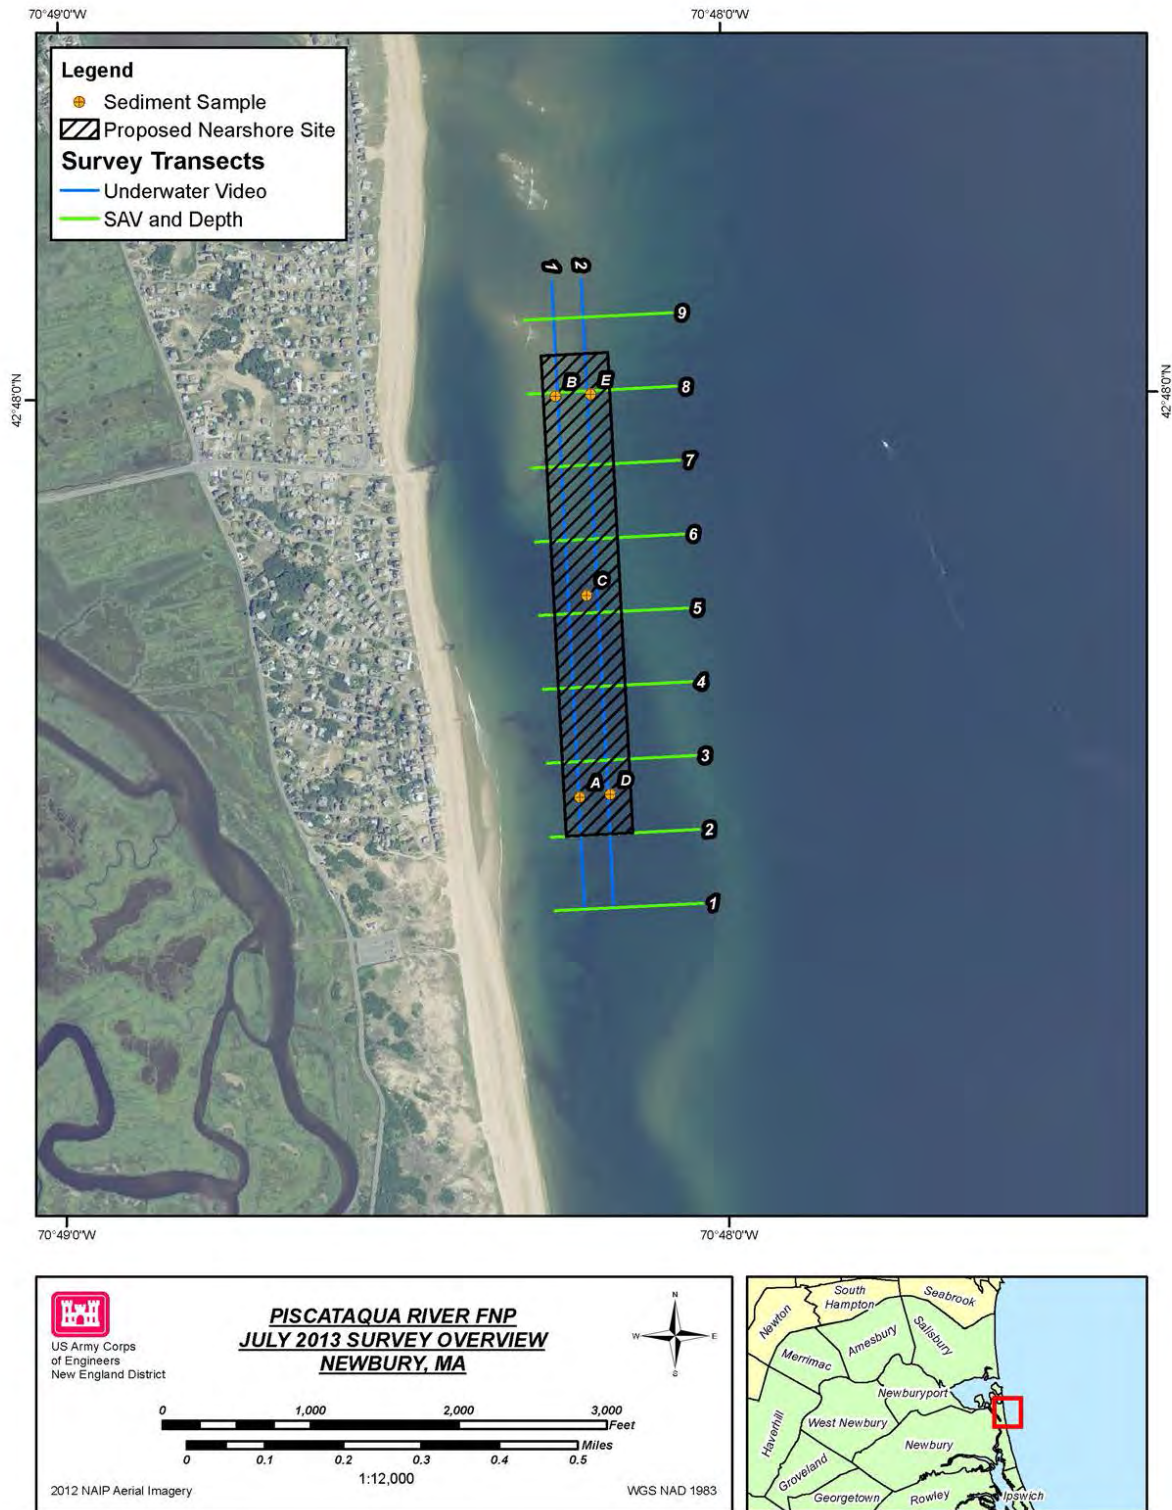 70°49'0"W
70°48'0"W
Legend
Sediment Sample
Proposed Nearshore Site
Survey Transects
Underwater Video
SAV and Depth
1
2
9
B
E
8
42°48'0"N
42°48'0"N
7
6
C
5
4
3
A
D
2
1
70°49'0"W
70°48'0"W
US Army Corps
of Engineers
New England District
PISCATAQUA RIVER FNP
JULY 2013 SURVEY OVERVIEW
NEWBURY, MA
N
W
E
S
0
1,000
2,000
3,000
Feet
Miles
0
0.1
0.2
0.3
0.4
0.5
1:12,000
2012 NAIP Aerial Imagery
WGS NAD 1983
Newton
South
Hampton
Seabrook
Merrimac
Amesbury
Salisbury
Newburyport
Haverhill
West Newbury
Newbury
Groveland
Georgetown
Rowley
Ipswich